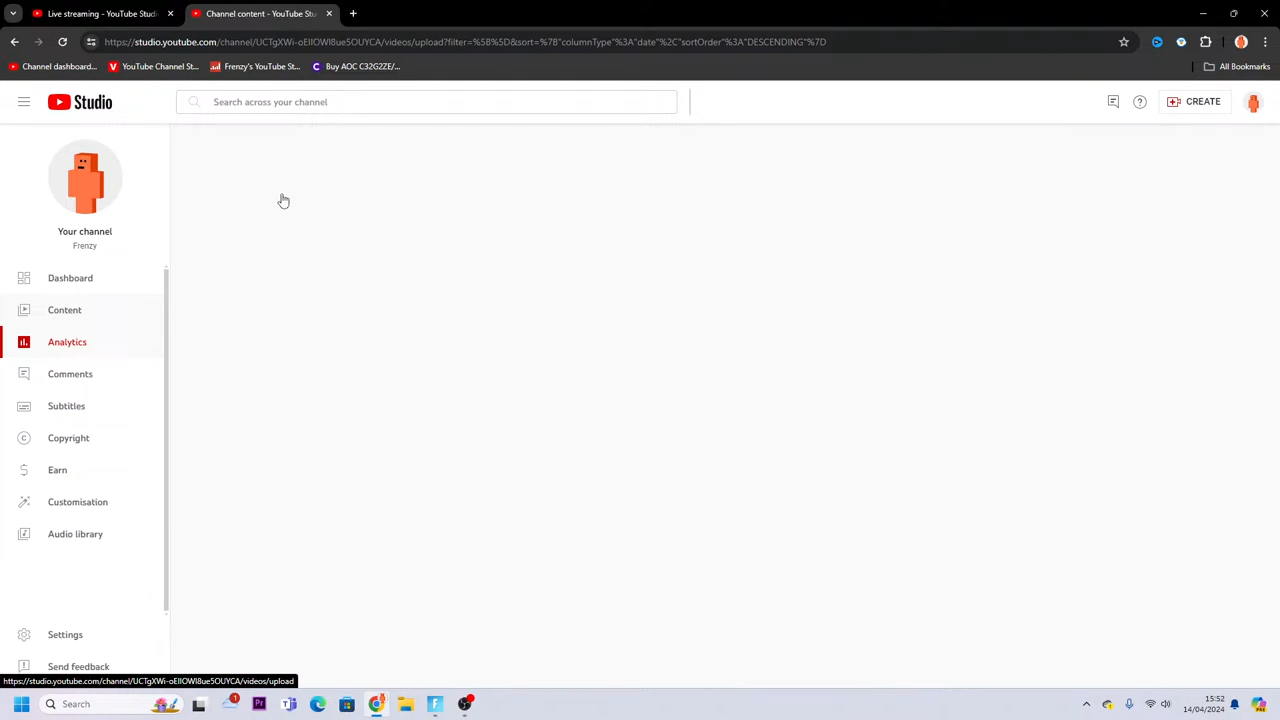 Live streaming - YouTube Studi
Channel content - YouTube Stu
https://studio.youtube.com/channel/UCTgXWi-oEIIOWI8ue5OUYCA/videos/upload?filter=%5B%5D&sort=%7B"columnType"%3A"date"%2C"sortOrder"%3A"DESCENDING"%7D
Channel dashboard...
YouTube Channel St...
Frenzy's YouTube St...
Buy AOC C32G2ZE/...
All Bookmarks
Studio
Search across your channel
CREATE
Your channel
Frenzy
Dashboard
Content
Analytics
Comments
Subtitles
Copyright
Earn
Customisation
Audio library
Settings
Send feedback
https://studio.youtube.com/channel/UCTgXWi-oEIIOWI8ue5OUYCA/videos/upload
Search
1
Pr
15:52
14/04/2024